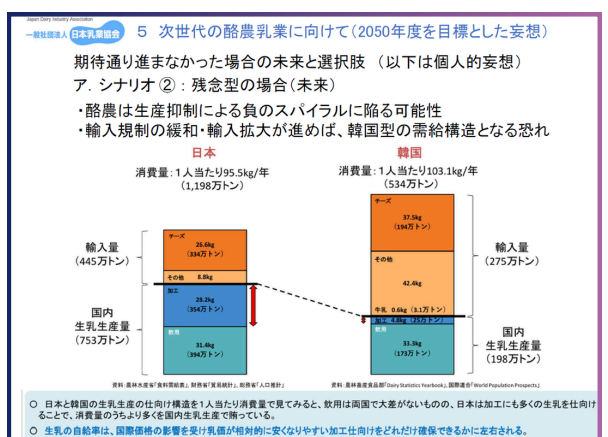 Japan Dairy Industry Association
一般社団法人 日本乳業協会
5 次世代の酪農乳業に向けて(2050年度を目標とした妄想)
期待通り進まなかった場合の未来と選択肢 (以下は個人的妄想)
ア. シナリオ②:残念型の場合(未来)
・酪農は生産抑制による負のスパイラルに陥る可能性
・輸入規制の緩和・輸入拡大が進めば、韓国型の需給構造となる恐れ
日本
消費量:1人当たり95.5kg/年
(1,198万トン)
輸入量
(445万トン)
国内
生乳生産量
(753万トン)
チーズ
26.6kg
(334万トン)
その他 8.8kg
加工
28.2kg
(354万トン)
飲用
31.4kg
(394万トン)
資料:農林水産省「食料需給表」、財務省「貿易統計」、総務省「人口推計」
韓国
消費量:1人当たり103.1kg/年
(534万トン)
チーズ
37.5kg
(194万トン)
その他
42.4kg
牛乳 0.6kg (3.1万トン)
加工 4.8kg (25万トン)
飲用
33.3kg
(173万トン)
輸入量
(275万トン)
国内
生乳生産量
(198万トン)
資料:農林畜産食品部「Dairy Statistics Yearbook」、国際連合「World Population Prospects」
○ 日本と韓国の生乳生産の仕向け構造を1人当たり消費量で見てみると、飲用は両国で大差がないものの、日本は加工にも多くの生乳を仕向け
ることで、消費量のうちより多くを国内生乳生産で賄っている。
○ 生乳の自給率は、国際価格の影響を受け乳価が相対的に安くなりやすい加工仕向けをどれだけ確保できるかに左右される。